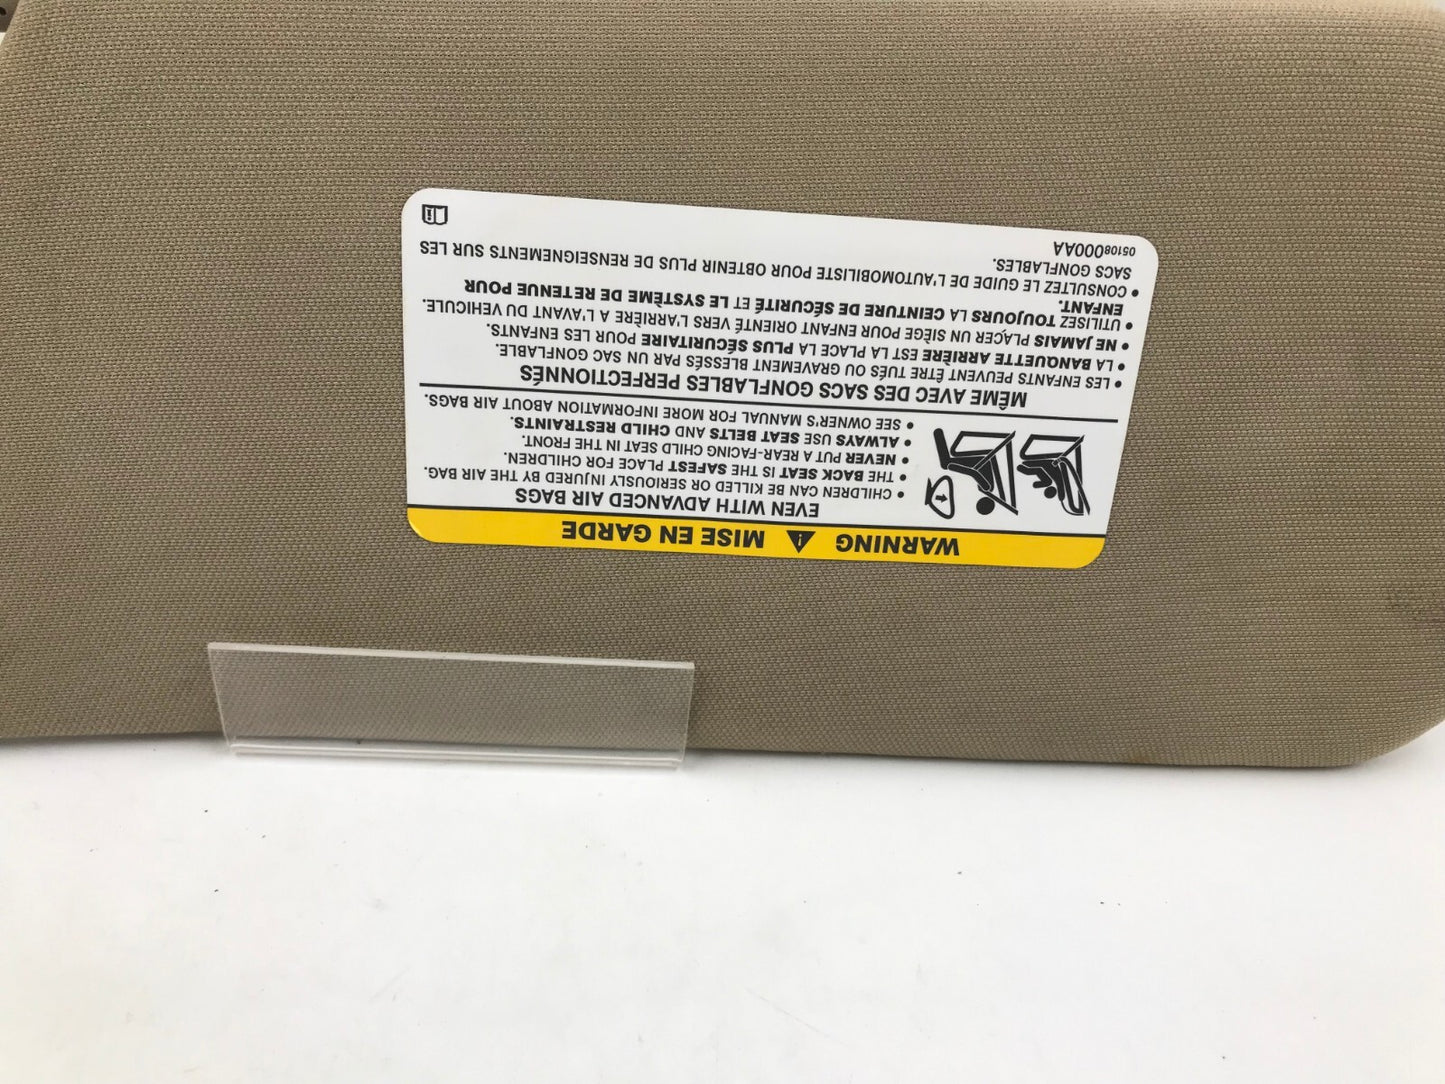 WARNING MISE EN GARDE
EVEN WITH ADVANCED AIR BAGS
• CHILDREN CAN BE KILLED OR SERIOUSLY INJURED BY THE AIR BAG.
• THE BACK SEAT IS THE SAFEST PLACE FOR CHILDREN.
• NEVER PUT A REAR-FACING CHILD SEAT IN THE FRONT.
• ALWAYS USE SEAT BELTS AND CHILD RESTRAINTS.
• SEE OWNER'S MANUAL FOR MORE INFORMATION ABOUT AIR BAGS.
MÊME AVEC DES SACS GONFLABLES PERFECTIONNÉS
• LES ENFANTS PEUVENT ÊTRE TUÉS OU GRAVEMENT BLESSÉS PAR UN SAC GONFLABLE.
• LA BANQUETTE ARRIÈRE EST LA PLACE LA PLUS SÉCURITAIRE POUR LES ENFANTS.
• NE JAMAIS PLACER UN SIÈGE POUR ENFANT ORIENTÉ VERS L'ARRIÈRE A L'AVANT DU VEHICULE.
• UTILISEZ TOUJOURS LA CEINTURE DE SÉCURITÉ ET LE SYSTÈME DE RETENUE POUR
ENFANT.
• CONSULTEZ LE GUIDE DE L'AUTOMOBILISTE POUR OBTENIR PLUS DE RENSEIGNEMENTS SUR LES
SACS GONFLABLES.
05108000AA